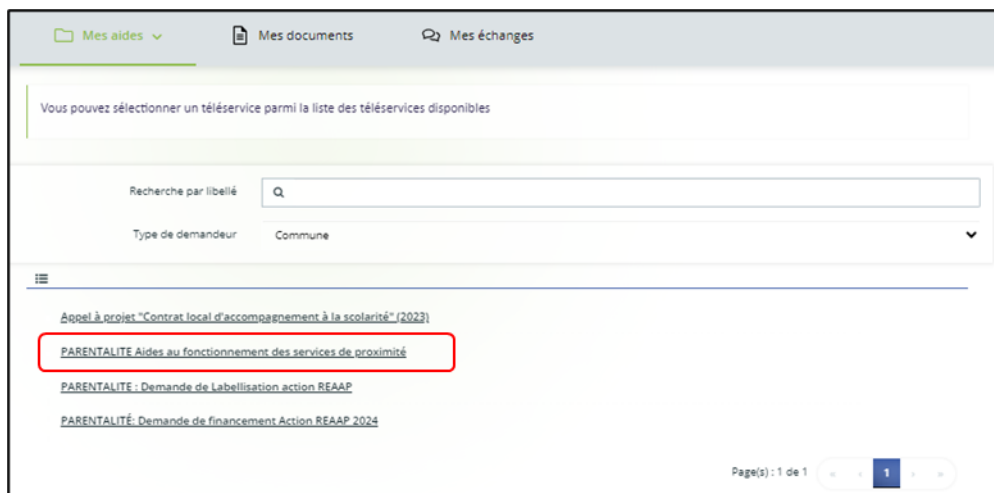 Mes aides
Mes documents
Mes échanges
Vous pouvez sélectionner un téléservice parmi la liste des téléservices disponibles
Recherche par libellé
Type de demandeur
Commune
Appel à projet "Contrat local d'accompagnement à la scolarité" (2023)
PARENTALITE Aides au fonctionnement des services de proximité
PARENTALITE : Demande de Labellisation action REAAP
PARENTALITÉ: Demande de financement Action REAAP 2024
Page(s) : 1 de 1 « ‹ 1 › »